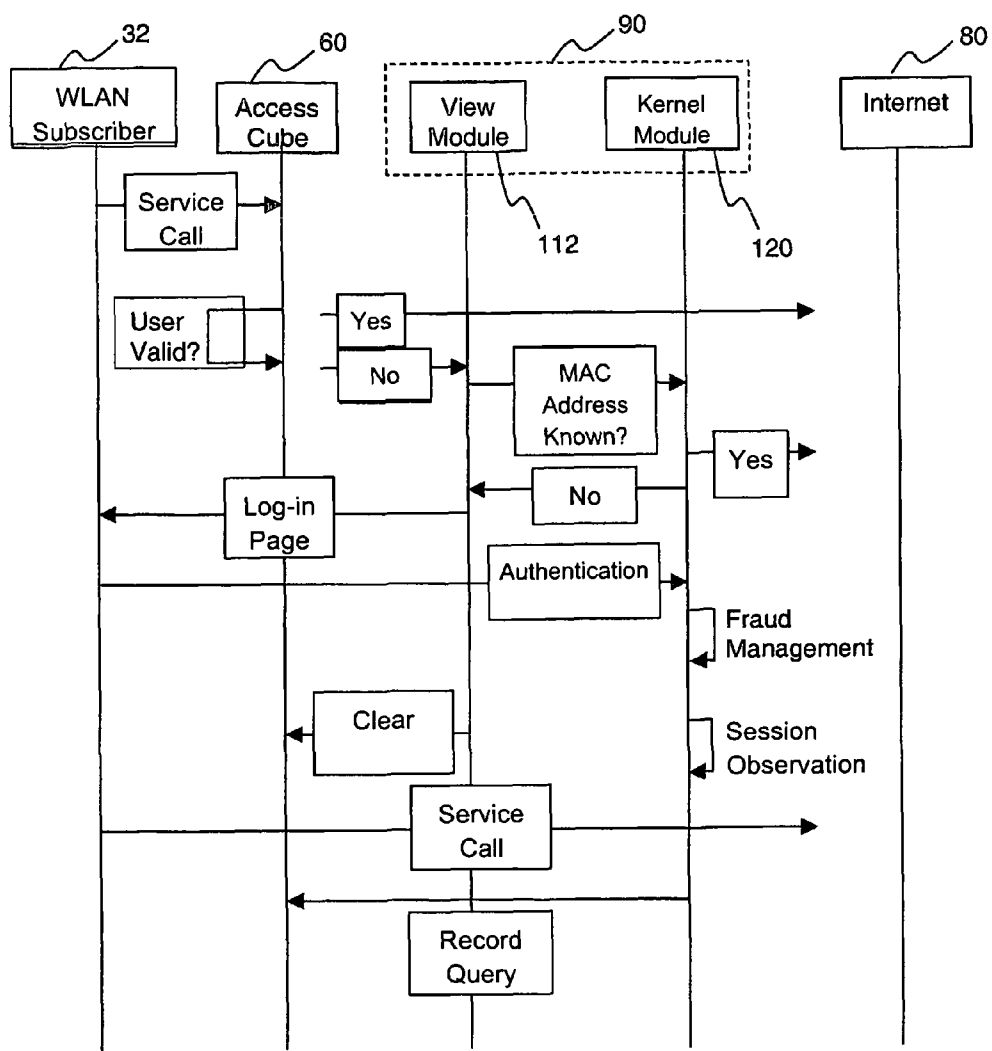 32
60
90
80
WLAN
Subscriber
Access
Cube
View
Module
Kernel
Module
Internet
112
120
Service
Call
User
Valid?
Yes
No
MAC
Address
Known?
Yes
No
Log-in
Page
Authentication
Fraud
Management
Clear
Session
Observation
Service
Call
Record
Query